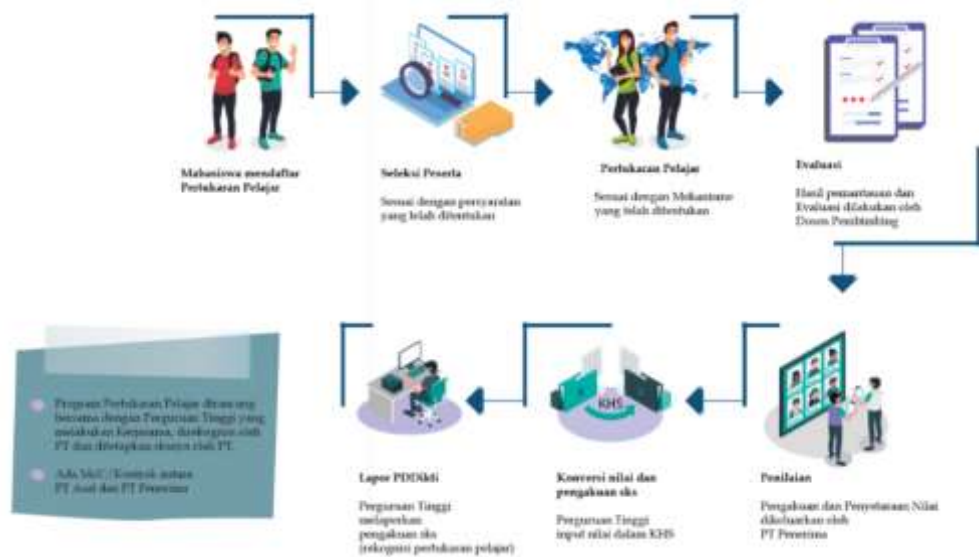 Mahasiswa mendaftar
Pertukaran Pelajar
Seleksi Peserta
Sesuai dengan persyaratan
yang telah ditentukan
Pertukaran Pelajar
Sesuai dengan Mekanisme
yang telah ditentukan
Evaluasi
Hasil pemantauan dan
Evaluasi dilakukan oleh
Dosen Pembimbing
Program Pertukaran Pelajar dirancang
bersama dengan Perguruan Tinggi yang
melakukan Kerjasama, direkognisi oleh
PT dan ditetapkan oleh PT.
Ada MoU/Kontrak antara
PT Asal dan PT Penerima
Lapor PDDikti
Perguruan Tinggi
melaporkan
pengakuan sks
(rekognisi pertukaran pelajar)
KHS
Konversi nilai dan
pengakuan sks
Perguruan Tinggi
input nilai dalam KHS
Penilaian
Pengakuan dan Penyetaraan Nilai
dikeluarkan oleh
PT Penerima